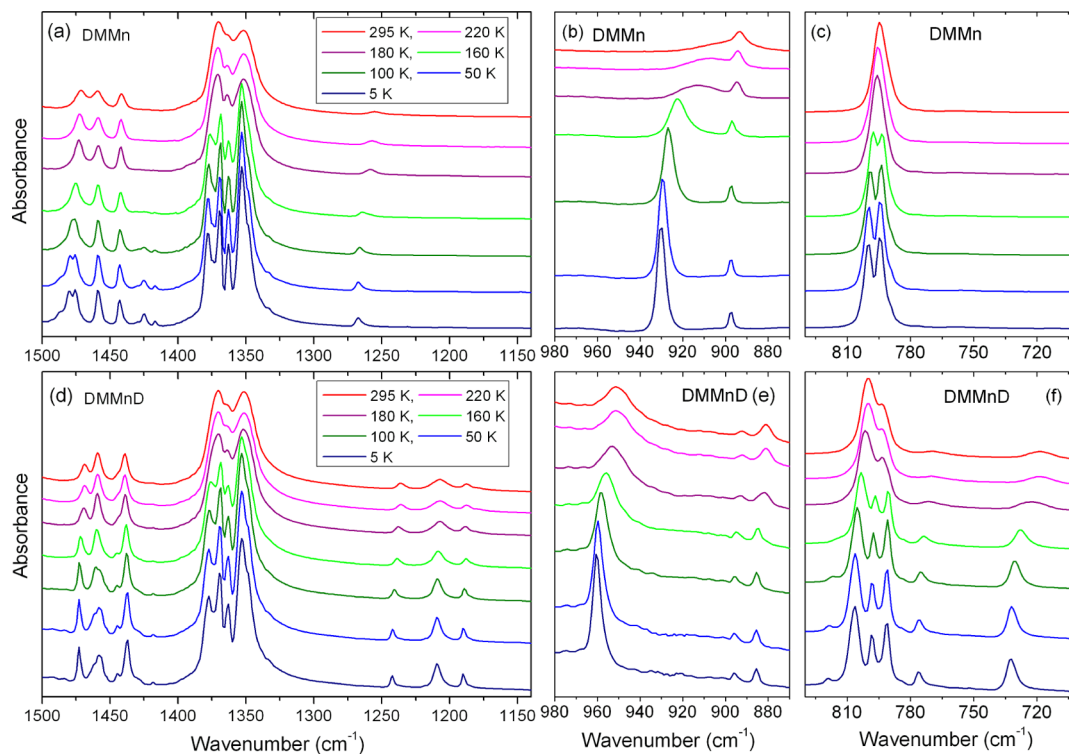 (a) DMMn
295 K, 220 K
180 K, 160 K
100 K, 50 K
5 K
Absorbance
1500 1450 1400 1350 1300 1250 1200 1150
(b) DMMn
980 960 940 920 900 880
(c) DMMn
810 780 750 720
(d) DMMnD
295 K, 220 K
180 K, 160 K
100 K, 50 K
5 K
Absorbance
1500 1450 1400 1350 1300 1250 1200 1150
Wavenumber (cm⁻¹)
DMMnD (e)
980 960 940 920 900 880
Wavenumber (cm⁻¹)
DMMnD (f)
810 780 750 720
Wavenumber (cm⁻¹)